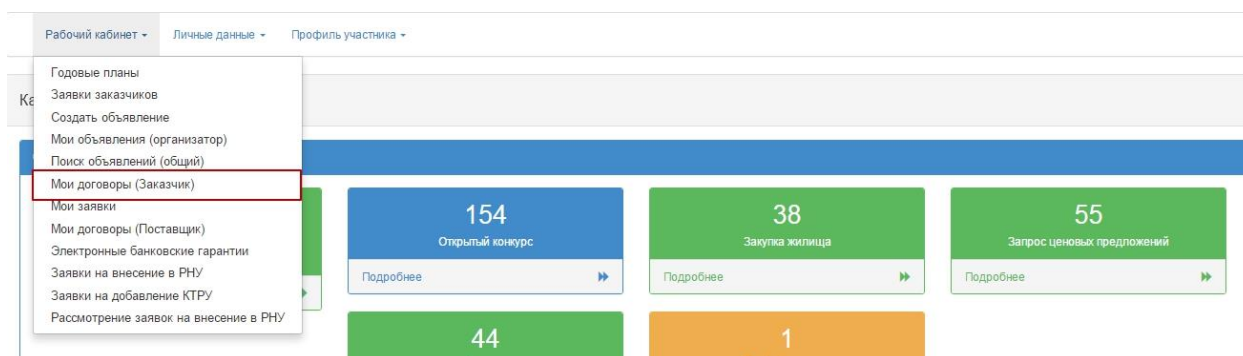 Рабочий кабинет Личные данные Профиль участника
Годовые планы
Ка
Заявки заказчиков
Создать объявление
Мои объявления (организатор)
Поиск объявлений (общий)
Мои договоры (Заказчик)
Мои заявки
Мои договоры (Поставщик)
Электронные банковские гарантии
Заявки на внесение в РНУ
Заявки на добавление КТРУ
Рассмотрение заявок на внесение в РНУ
154
Открытый конкурс
Подробнее
38
Закупка жилища
Подробнее
55
Запрос ценовых предложений
Подробнее
44
1